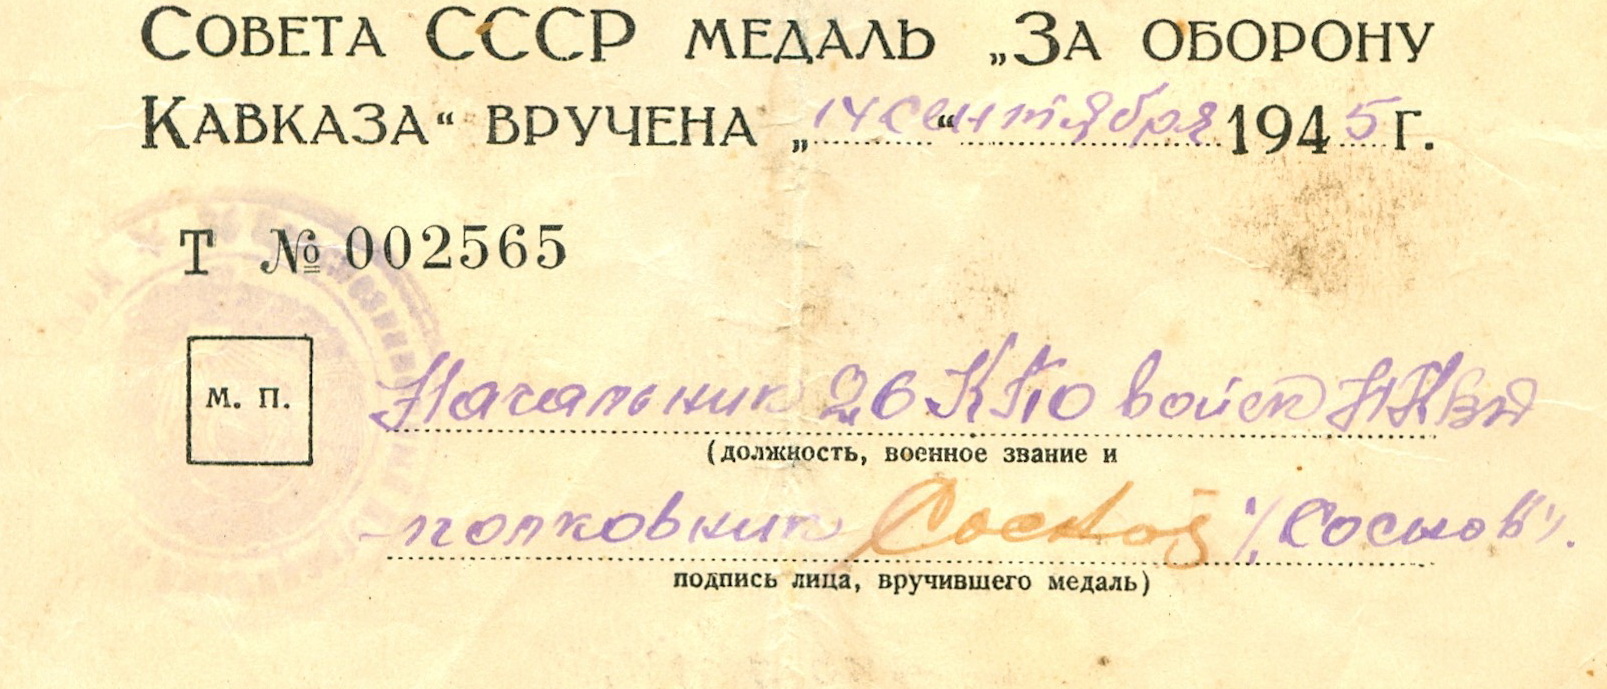 Совета СССР медаль „За оборону
Кавказа“ вручена „14 сентября“ 1945 г.
Т № 002565
М. П.
Начальник 26 КПО войск НКВД
(должность, военное звание и
полковник Соснов /Соснов/.
подпись лица, вручившего медаль)